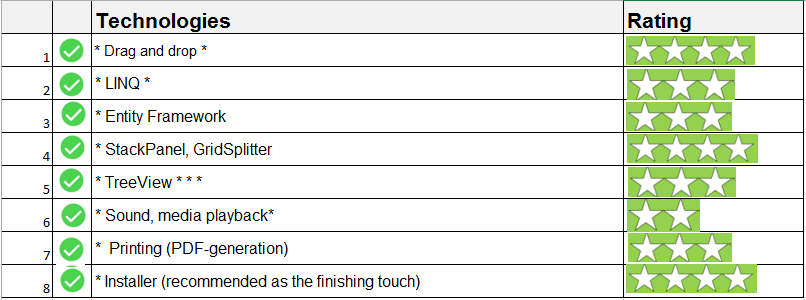 Technologies Rating
1 * Drag and drop *
2 * LINQ *
3 * Entity Framework
4 * StackPanel, GridSplitter
5 * TreeView * * *
6 * Sound, media playback*
7 * Printing (PDF-generation)
8 * Installer (recommended as the finishing touch)